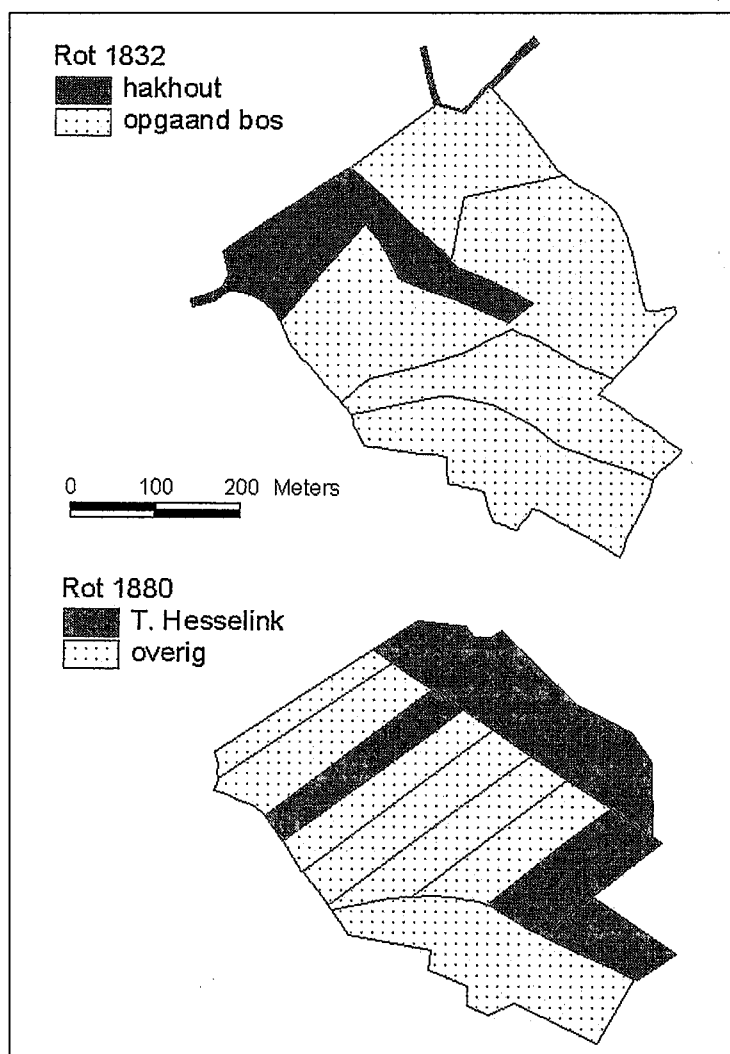 Rot 1832
hakhout
opgaand bos
0 100 200 Meters
Rot 1880
T. Hesselink
overig